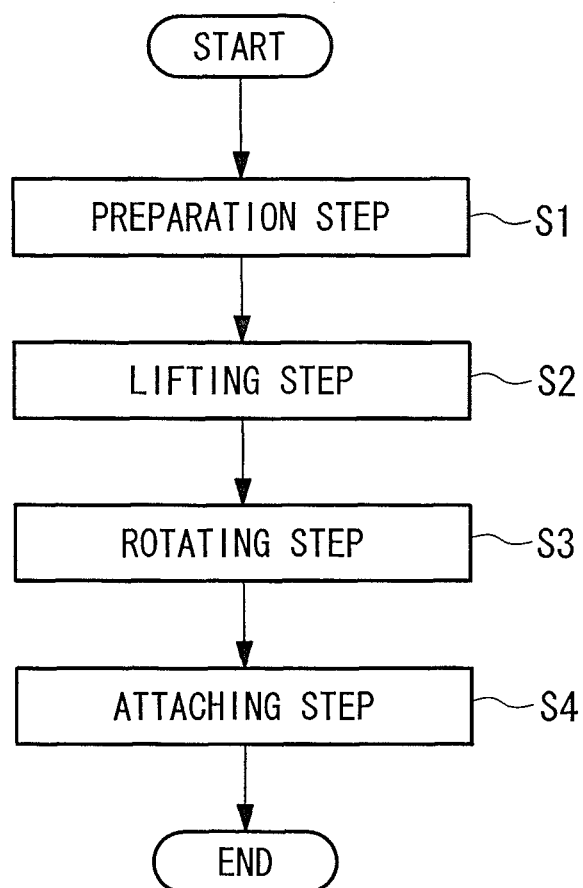 START
PREPARATION STEP
S1
LIFTING STEP
S2
ROTATING STEP
S3
ATTACHING STEP
S4
END